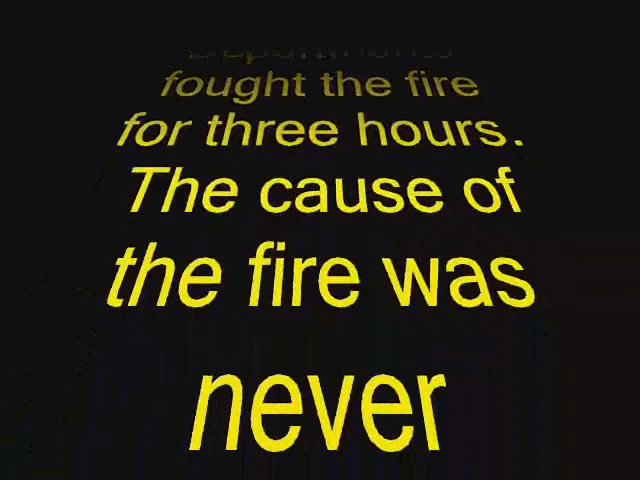 fought the fire
for three hours.
The cause of
the fire was
never